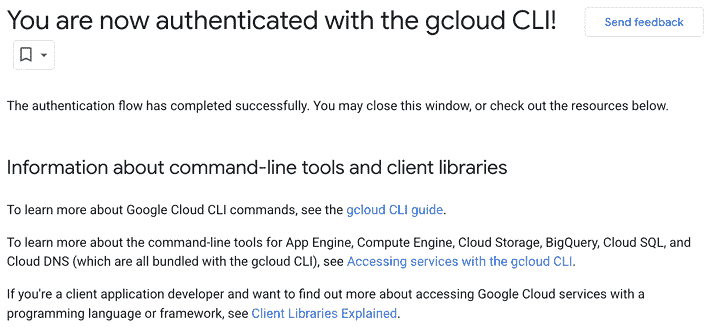 You are now authenticated with the gcloud CLI!
Send feedback
The authentication flow has completed successfully. You may close this window, or check out the resources below.
Information about command-line tools and client libraries
To learn more about Google Cloud CLI commands, see the gcloud CLI guide.
To learn more about the command-line tools for App Engine, Compute Engine, Cloud Storage, BigQuery, Cloud SQL, and
Cloud DNS (which are all bundled with the gcloud CLI), see Accessing services with the gcloud CLI.
If you're a client application developer and want to find out more about accessing Google Cloud services with a
programming language or framework, see Client Libraries Explained.